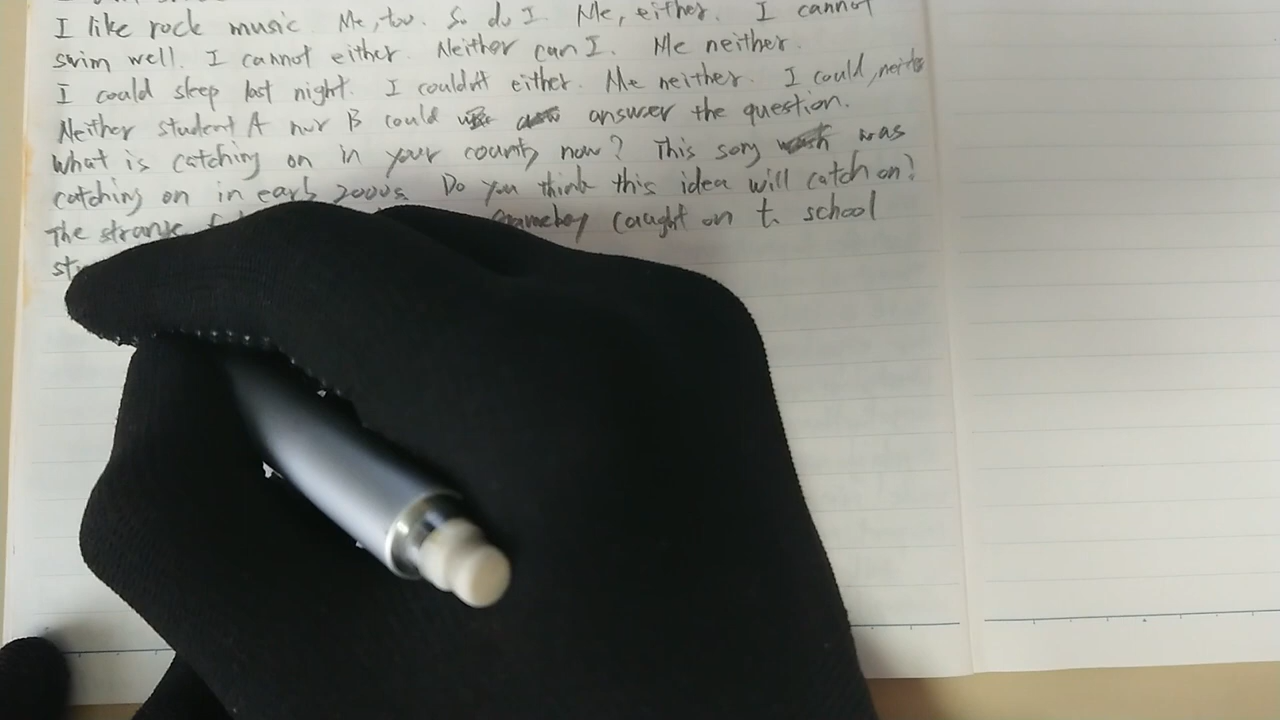 I like rock music. Me, too. So do I. Me, either. I cannot
swim well. I cannot either. Neither can I. Me neither.
I could sleep last night. I couldn't either. Me neither. I could, neither
Neither student A nor B could answer the question.
What is catching on in your country now? This song was
catching on in early 2000s. Do you think this idea will catch on?
The strange Gameboy caught on to school